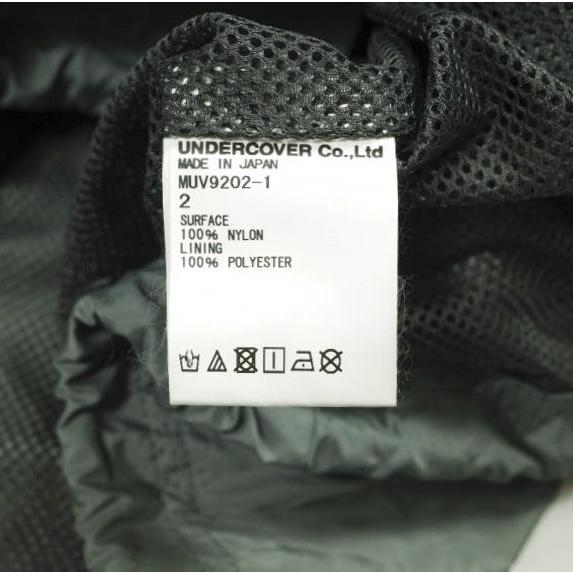 UNDERCOVER Co.,Ltd
MADE IN JAPAN
MUV9202-1
2
SURFACE
100% NYLON
LINING
100% POLYESTER